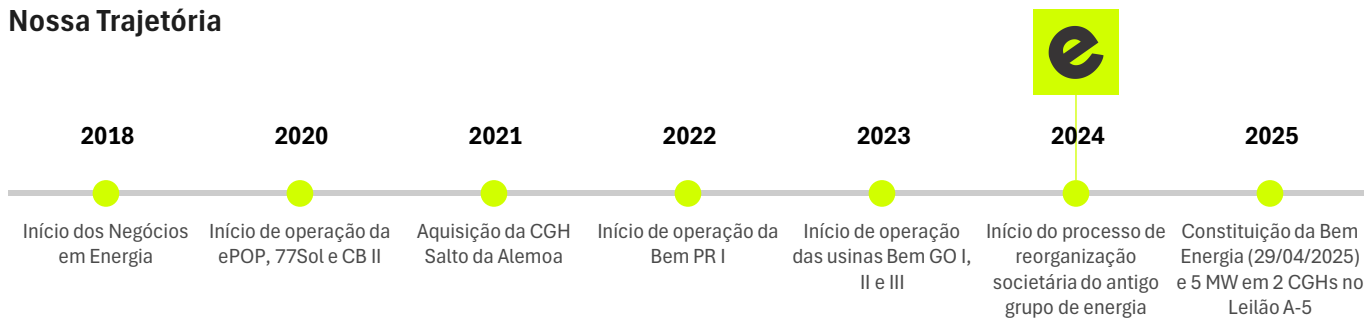 Nossa Trajetória
e
2018
2020
2021
2022
2023
2024
2025
Início dos Negócios
em Energia
Início de operação da
ePOP, 77Sol e CB II
Aquisição da CGH
Salto da Alemoa
Início de operação da
Bem PR I
Início de operação
das usinas Bem GO I,
II e III
Início do processo de
reorganização
societária do antigo
grupo de energia
Constituição da Bem
Energia (29/04/2025)
e 5 MW em 2 CGHs no
Leilão A-5